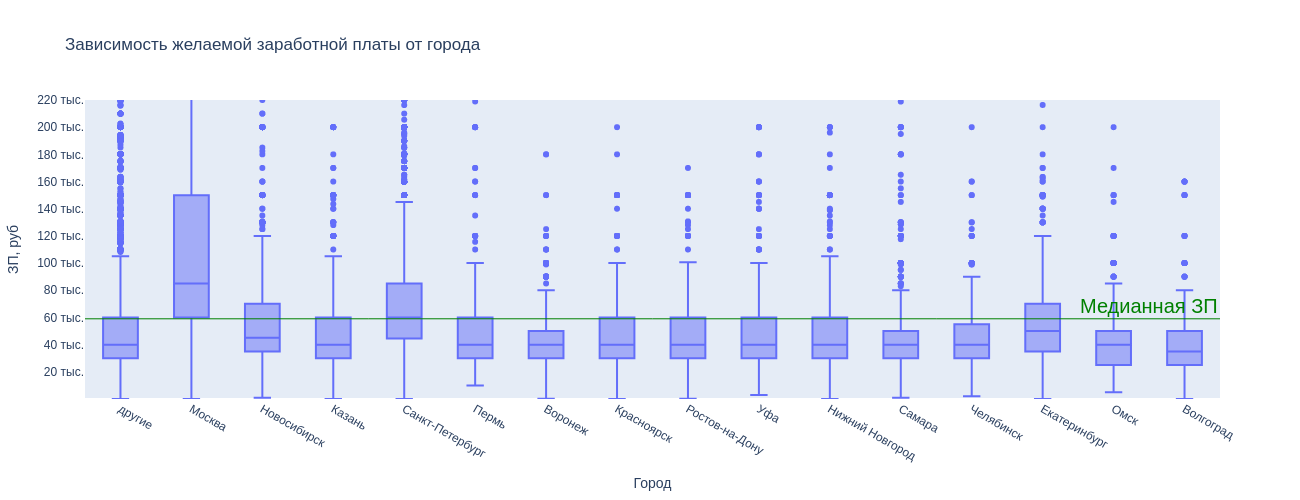 Зависимость желаемой заработной платы от города
ЗП, руб
220 тыс.
200 тыс.
180 тыс.
160 тыс.
140 тыс.
120 тыс.
100 тыс.
80 тыс.
60 тыс.
40 тыс.
20 тыс.
Медианная ЗП
другие
Москва
Новосибирск
Казань
Санкт-Петербург
Пермь
Воронеж
Красноярск
Ростов-на-Дону
Уфа
Нижний Новгород
Самара
Челябинск
Екатеринбург
Омск
Волгоград
Город